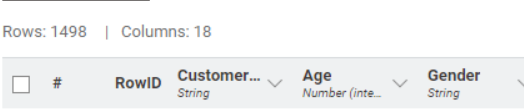 Rows: 1498 | Columns: 18
# RowID Customer... Age Gender
String Number (inte... String